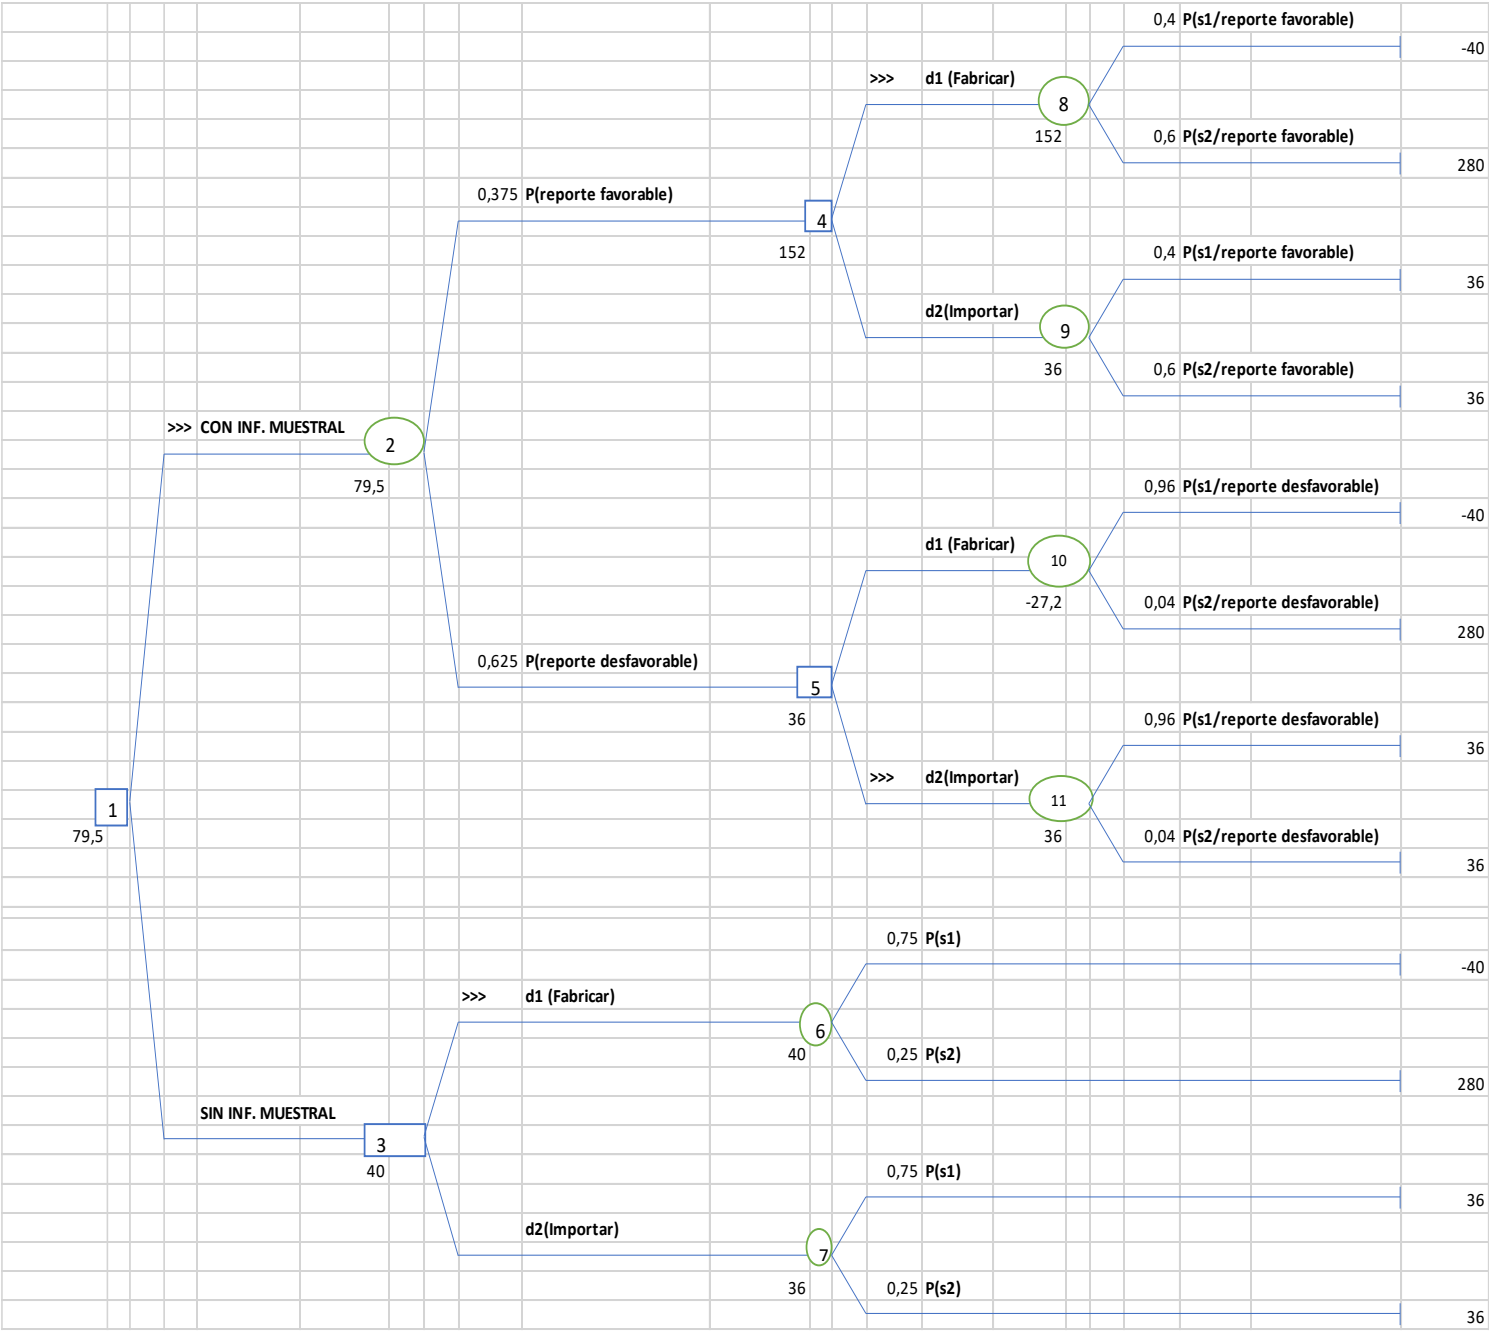 0,4 P(s1/reporte favorable)
-40
>>> d1 (Fabricar)
8
152
0,6 P(s2/reporte favorable)
280
0,375 P(reporte favorable)
4
152
0,4 P(s1/reporte favorable)
36
d2(Importar)
9
36
0,6 P(s2/reporte favorable)
36
>>> CON INF. MUESTRAL
2
79,5
0,96 P(s1/reporte desfavorable)
-40
d1 (Fabricar)
10
-27,2
0,04 P(s2/reporte desfavorable)
280
0,625 P(reporte desfavorable)
5
36
0,96 P(s1/reporte desfavorable)
36
>>> d2(Importar)
11
36
0,04 P(s2/reporte desfavorable)
36
1
79,5
0,75 P(s1)
-40
>>> d1 (Fabricar)
6
40
0,25 P(s2)
280
SIN INF. MUESTRAL
3
40
0,75 P(s1)
36
d2(Importar)
7
36
0,25 P(s2)
36